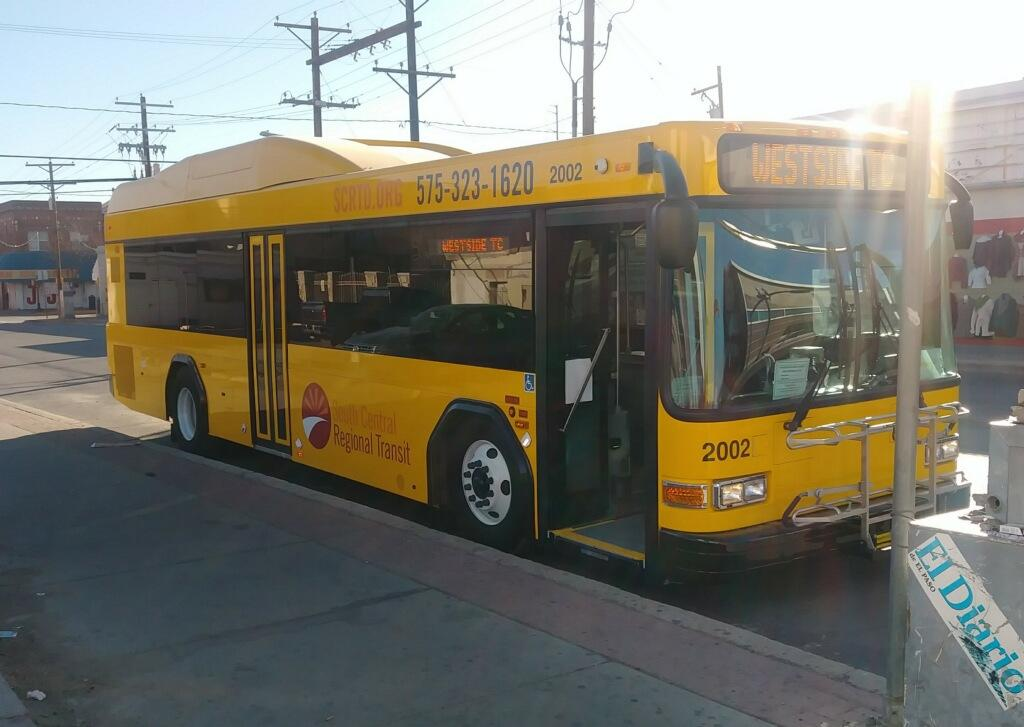 SCRTD.ORG 575-323-1620 2002
WESTSIDE TC
WESTSIDE TC
South Central
Regional Transit
2002
El Diario
de EL PASO
J J